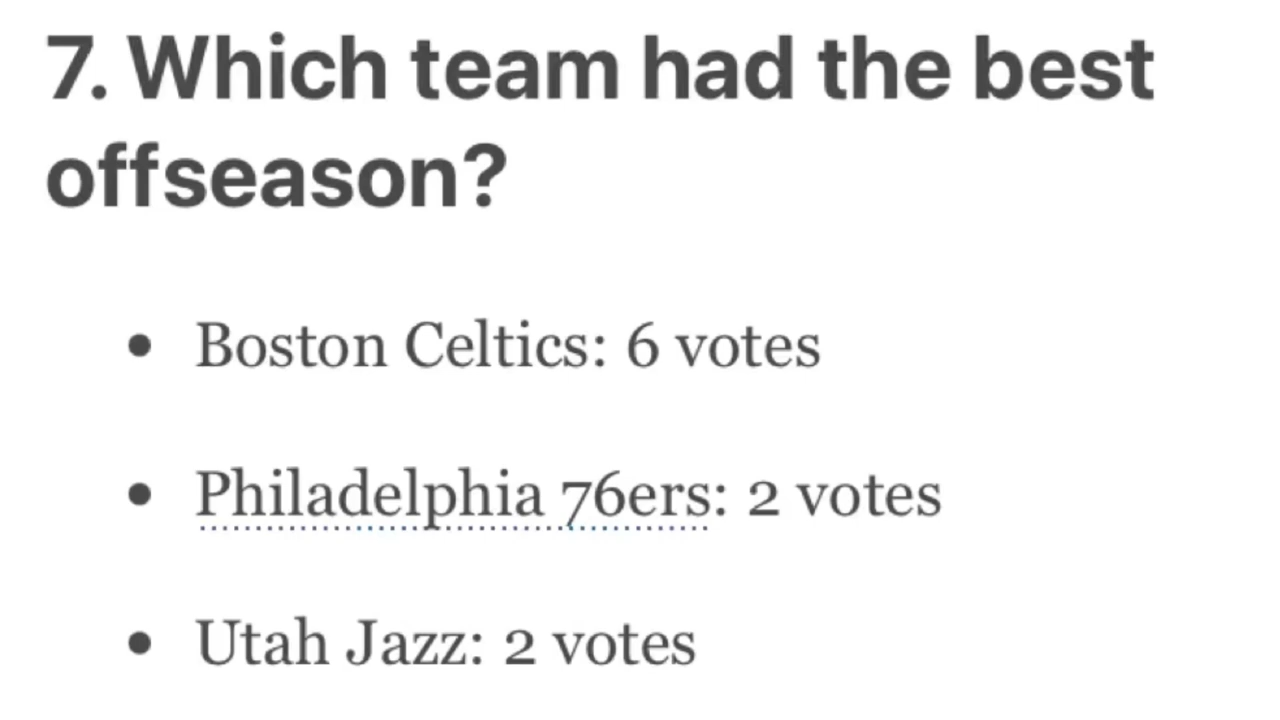 7. Which team had the best
offseason?
• Boston Celtics: 6 votes
• Philadelphia 76ers: 2 votes
• Utah Jazz: 2 votes